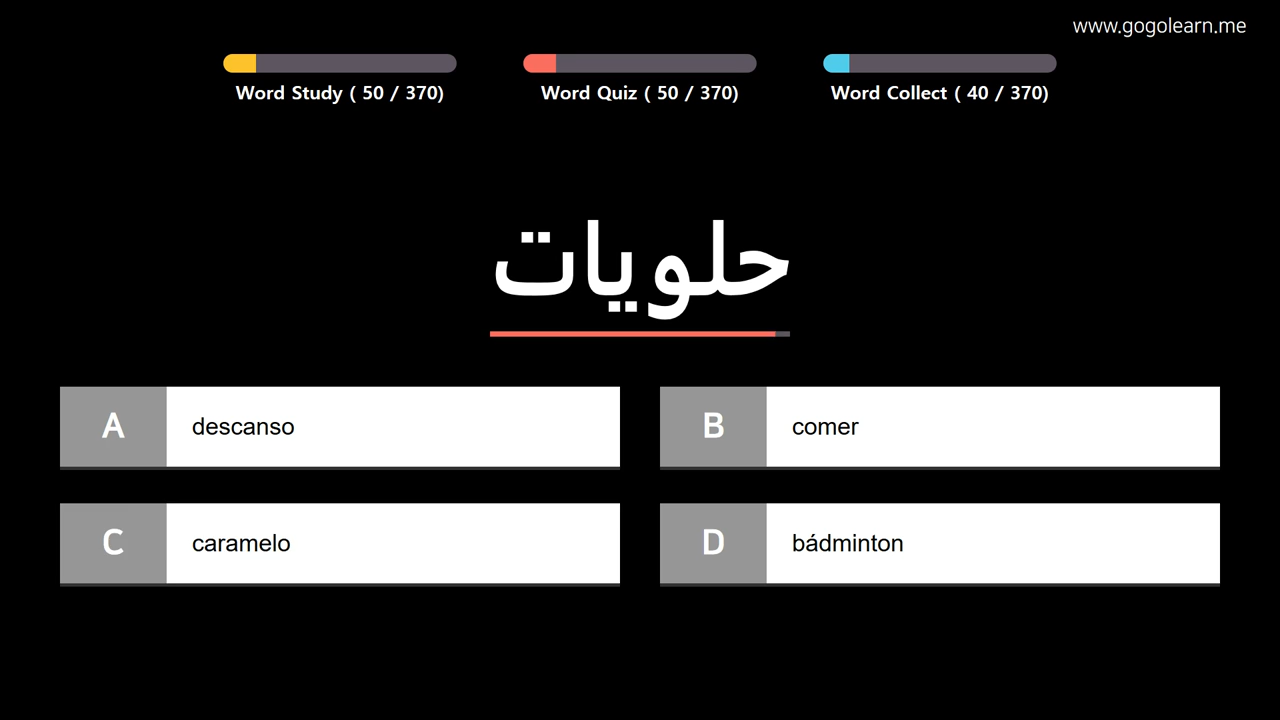 www.gogolearn.me
Word Study ( 50 / 370)
Word Quiz ( 50 / 370)
Word Collect ( 40 / 370)
حلويات
A descanso
B comer
C caramelo
D bádminton